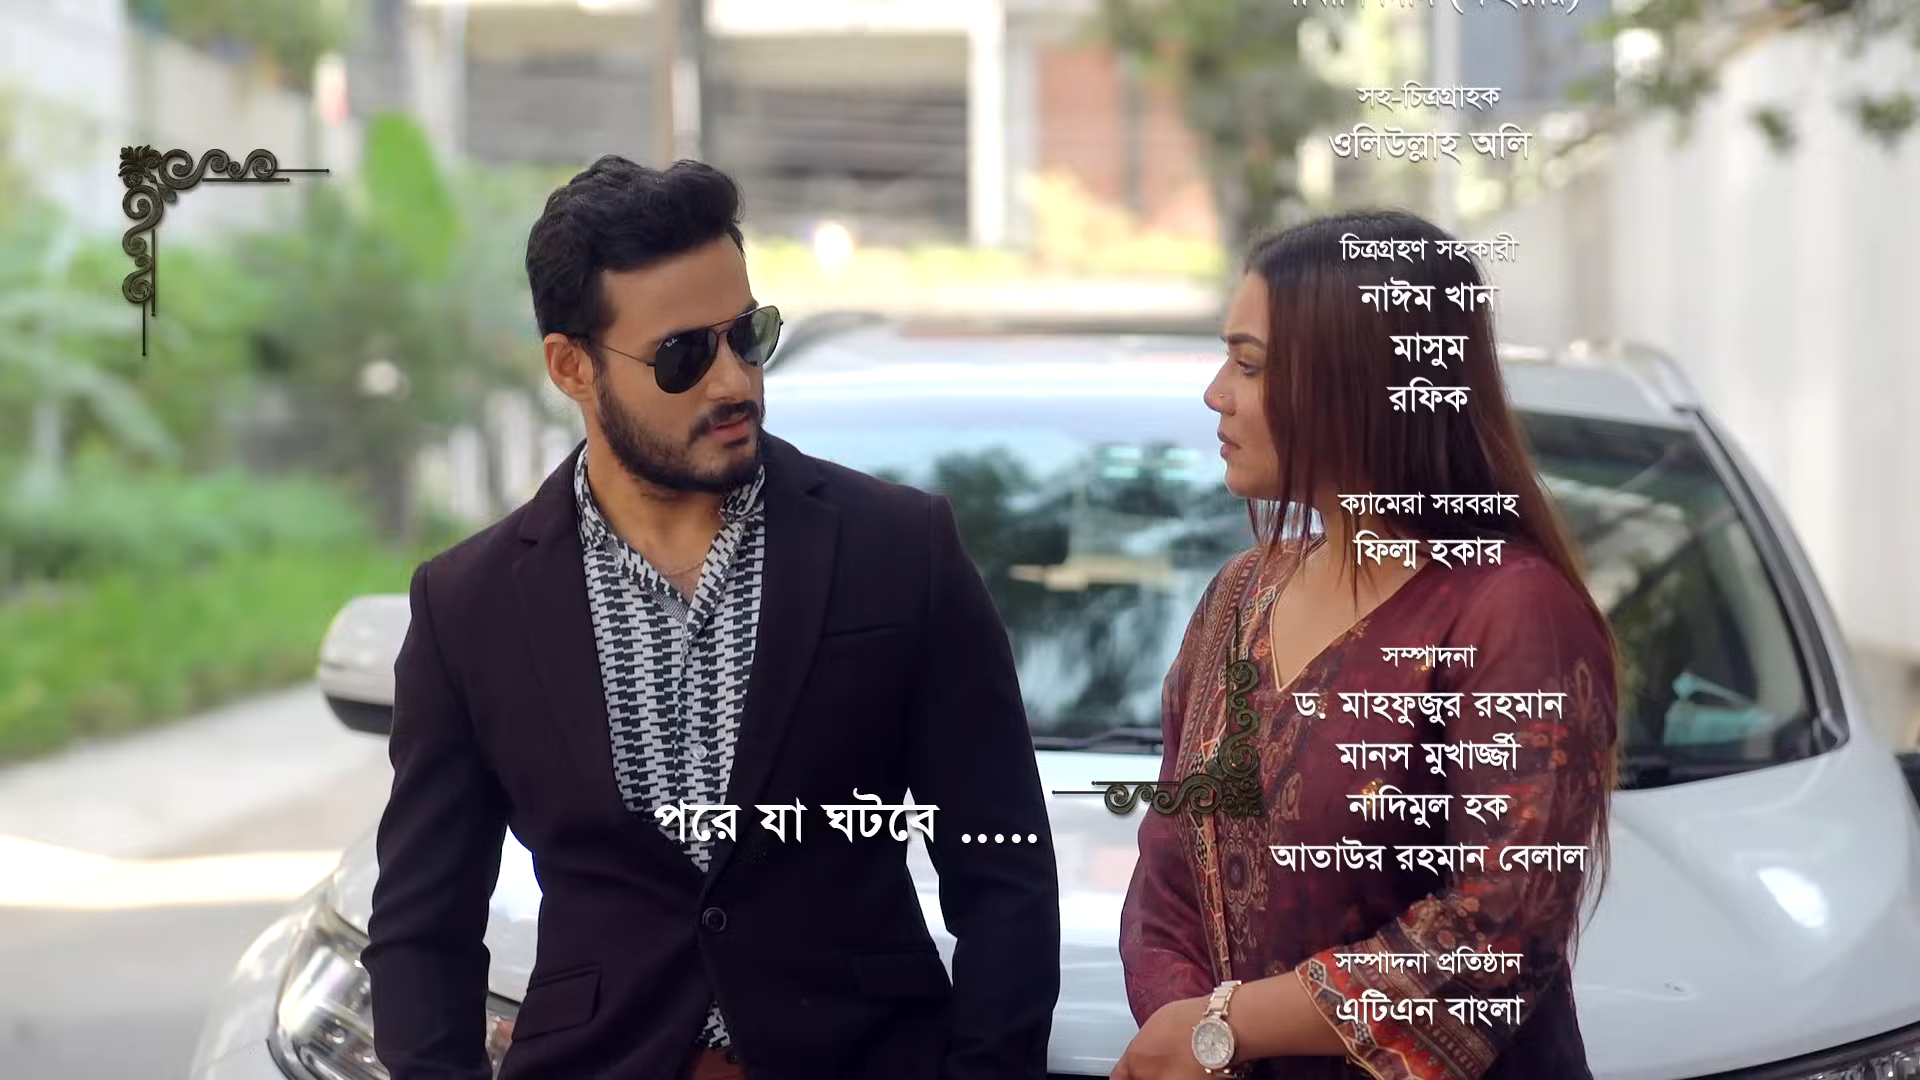 সহ-চিত্রগ্রাহক
ওলিউল্লাহ অলি
চিত্রগ্রহণ সহকারী
নাঈম খান
মাসুম
রফিক
ক্যামেরা সরবরাহ
ফিল্ম হকার
সম্পাদনা
ড. মাহফুজুর রহমান
মানস মুখার্জ্জী
নাদিমুল হক
আতাউর রহমান বেলাল
সম্পাদনা প্রতিষ্ঠান
এটিএন বাংলা
পরে যা ঘটবে .....